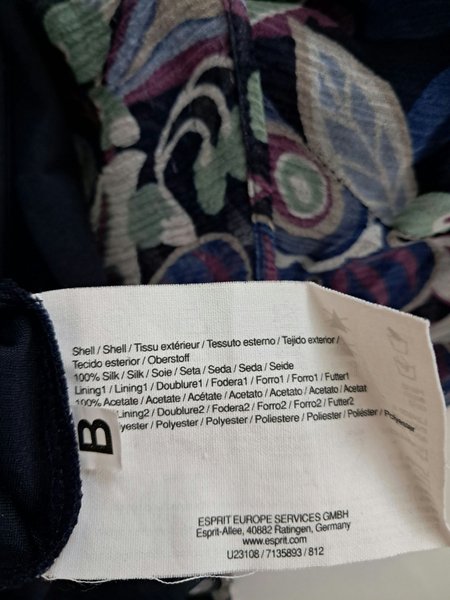 Shell / Shell / Tissu extérieur / Tessuto esterno / Tejido exterior /
Tecido esterior / Oberstoff
100% Silk / Silk / Soie / Seta / Seda / Seda / Seide
Lining1 / Lining1 / Doublure1 / Fodera1 / Forro1 / Forro1 / Futter1
100% Acetate / Acetate / Acétate / Acetato / Acetato / Acetato / Acetat
Lining2 / Doublure2 / Fodera2 / Forro2 / Forro2 / Futter2
/ Polyester / Polyester / Poliestere / Poliester / Poliéster / Polyester
B
ESPRIT EUROPE SERVICES GMBH
Esprit-Allee, 40882 Ratingen, Germany
www.esprit.com
U23108 / 7135893 / 812